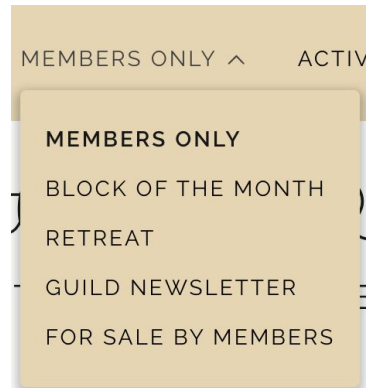 MEMBERS ONLY ACTIV
MEMBERS ONLY
BLOCK OF THE MONTH
RETREAT
GUILD NEWSLETTER
FOR SALE BY MEMBERS